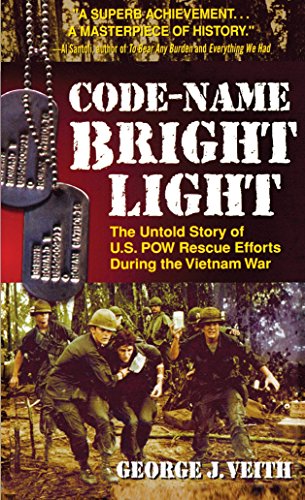 "A SUPERB ACHIEVEMENT...
A MASTERPIECE OF HISTORY."
—Al Santoli, author of To Bear Any Burden and Everything We Had
CODE-NAME
BRIGHT
LIGHT
The Untold Story of
U.S. POW Rescue Efforts
During the Vietnam War
GEORGE J. VEITH